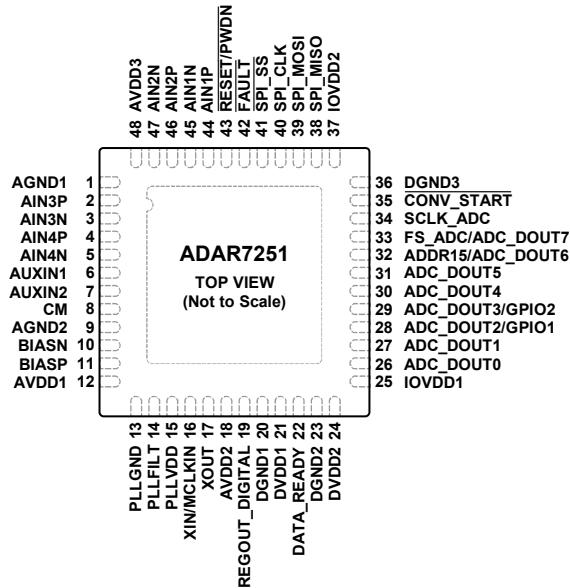 48 AVDD3
47 AIN2N
46 AIN2P
45 AIN1N
44 AIN1P
43 RESET/PWDN
42 FAULT
41 SPI_SS
40 SPI_CLK
39 SPI_MOSI
38 SPI_MISO
37 IOVDD2
AGND1 1
AIN3P 2
AIN3N 3
AIN4P 4
AIN4N 5
AUXIN1 6
AUXIN2 7
CM 8
AGND2 9
BIASN 10
BIASP 11
AVDD1 12
ADAR7251
TOP VIEW
(Not to Scale)
36 DGND3
35 CONV_START
34 SCLK_ADC
33 FS_ADC/ADC_DOUT7
32 ADDR15/ADC_DOUT6
31 ADC_DOUT5
30 ADC_DOUT4
29 ADC_DOUT3/GPIO2
28 ADC_DOUT2/GPIO1
27 ADC_DOUT1
26 ADC_DOUT0
25 IOVDD1
PLLGND 13
PLLFILT 14
PLLVDD 15
XIN/MCLKIN 16
XOUT 17
AVDD2 18
REGOUT_DIGITAL 19
DGND1 20
DVDD1 21
DATA_READY 22
DGND2 23
DVDD2 24